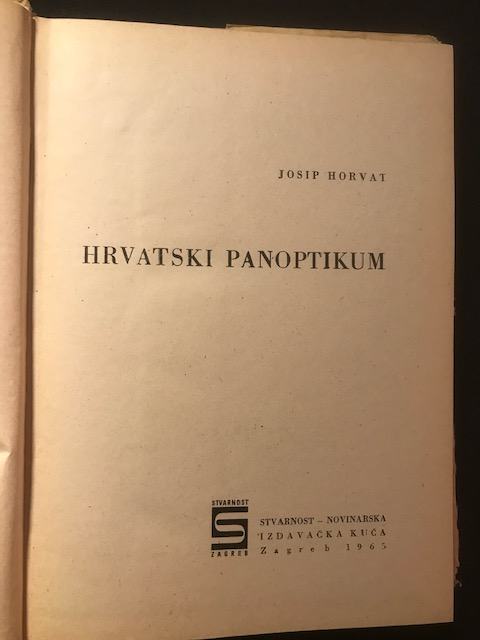 JOSIP HORVAT
HRVATSKI PANOPTIKUM
STVARNOST
S
ZAGREB
STVARNOST – NOVINARSKA
IZDAVAČKA KUĆA
Zagreb 1965